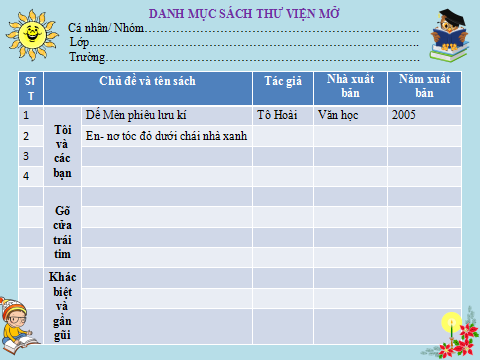 DANH MỤC SÁCH THƯ VIỆN MỞ
Cá nhân/ Nhóm……………………………………………………
Lớp……………………………………………………………
Trường…………………………………………………………
STT Chủ đề và tên sách Tác giả Nhà xuất bản Năm xuất bản
1 Tôi và các bạn Dế Mèn phiêu lưu kí Tô Hoài Văn học 2005
2 En- nơ tóc đỏ dưới chái nhà xanh
3
4
Gõ cửa trái tim
Khác biệt và gần gũi